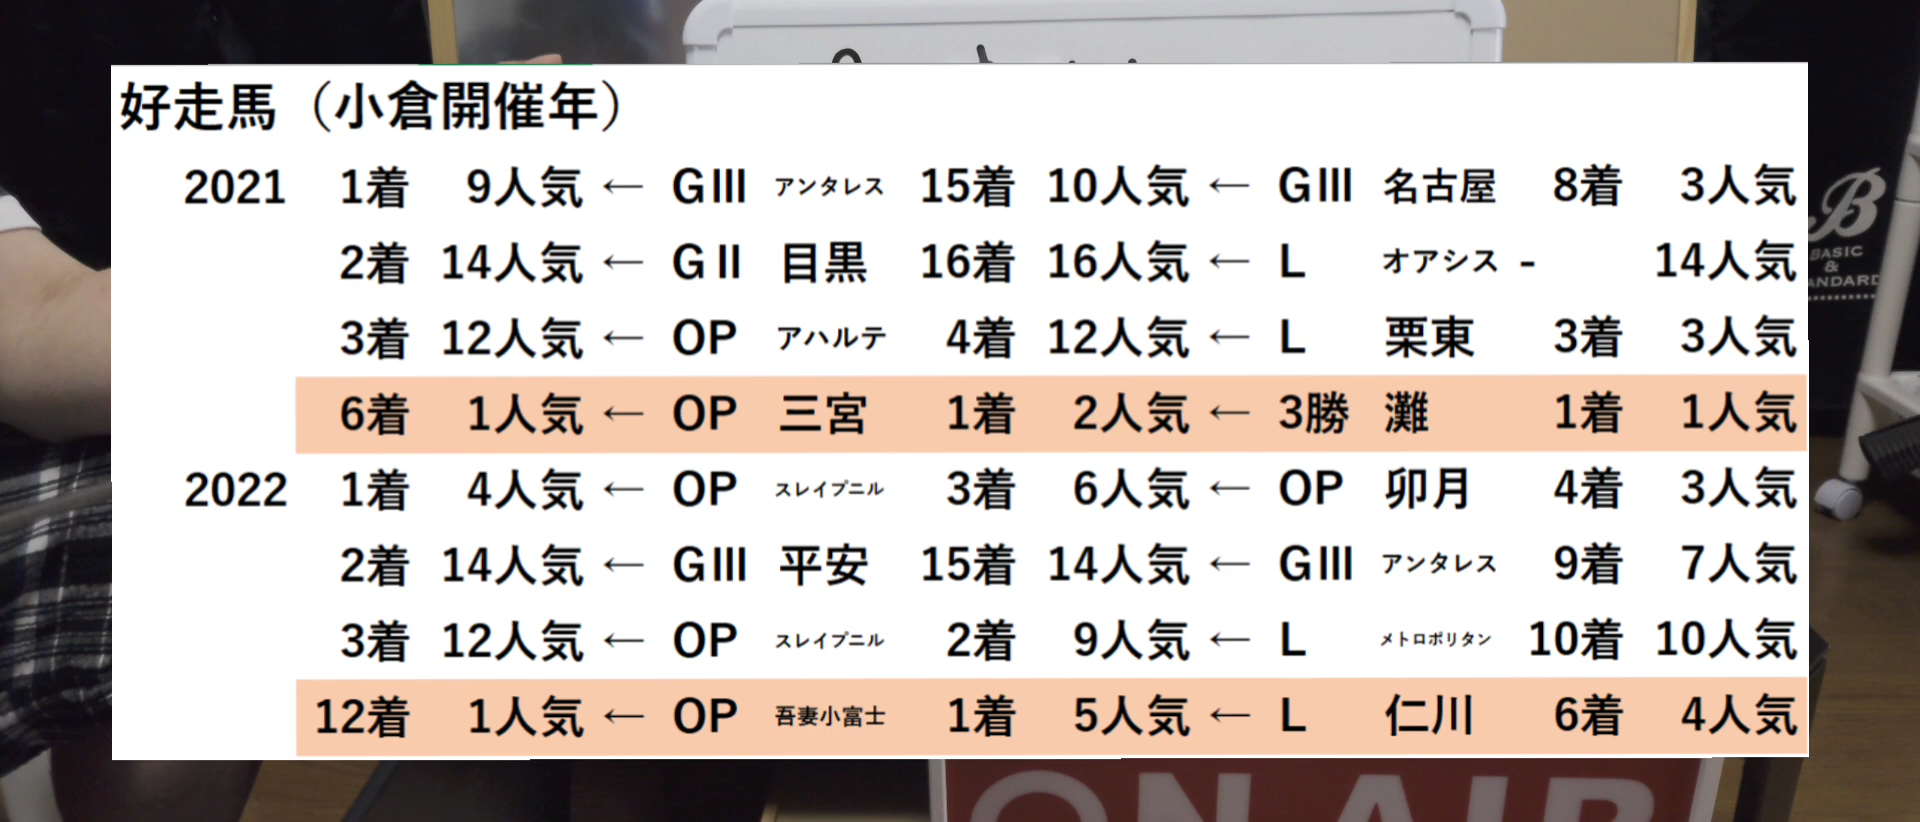 好走馬（小倉開催年）
2021 1着 9人気 ← GⅢ アンタレス 15着 10人気 ← GⅢ 名古屋 8着 3人気
2着 14人気 ← GⅡ 目黒 16着 16人気 ← L オアシス - 14人気
3着 12人気 ← OP アハルテ 4着 12人気 ← L 栗東 3着 3人気
6着 1人気 ← OP 三宮 1着 2人気 ← 3勝 灘 1着 1人気
2022 1着 4人気 ← OP スレイプニル 3着 6人気 ← OP 卯月 4着 3人気
2着 14人気 ← GⅢ 平安 15着 14人気 ← GⅢ アンタレス 9着 7人気
3着 12人気 ← OP スレイプニル 2着 9人気 ← L メトロポリタン 10着 10人気
12着 1人気 ← OP 吾妻小富士 1着 5人気 ← L 仁川 6着 4人気
B
BASIC
&
ANDARD
ON AIR